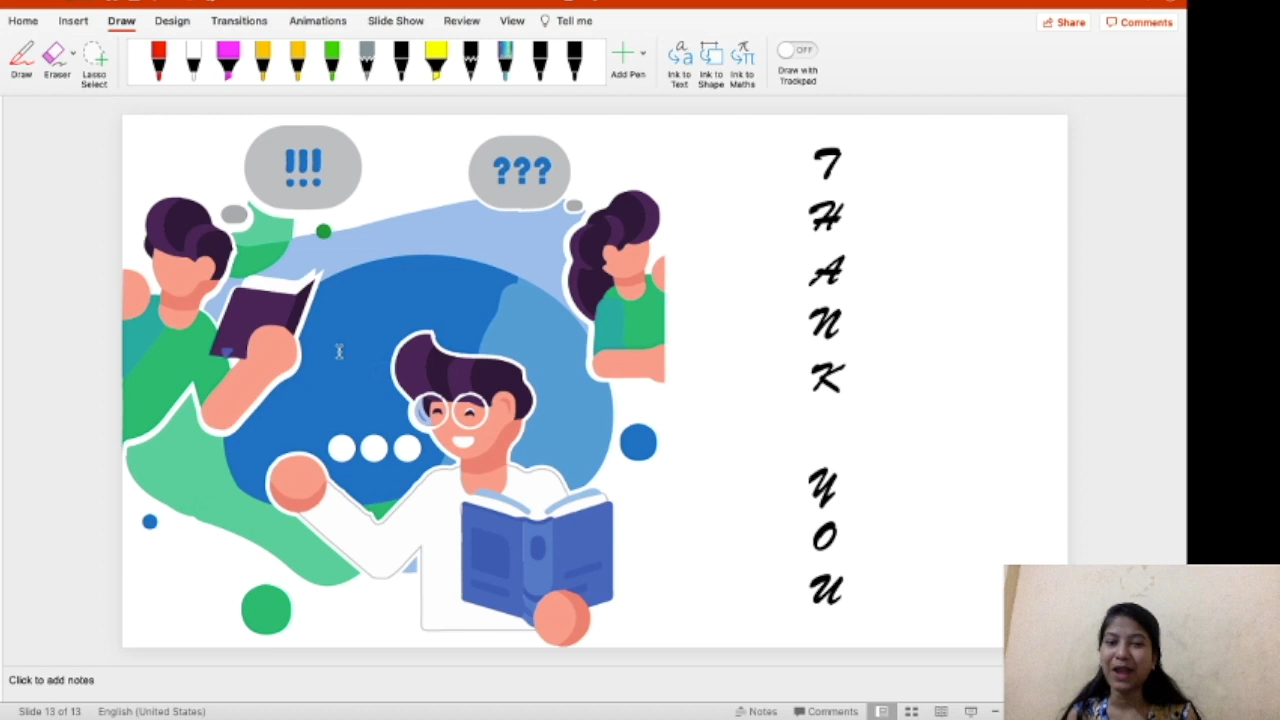 Home Insert Draw Design Transitions Animations Slide Show Review View Tell me Share Comments
Draw Eraser Lasso Select Add Pen Ink to Text Ink to Shape Ink to Maths OFF Draw with Trackpad
!!!
???
T
H
A
N
K
Y
O
U
Click to add notes
Slide 13 of 13 English (United States) Notes Comments